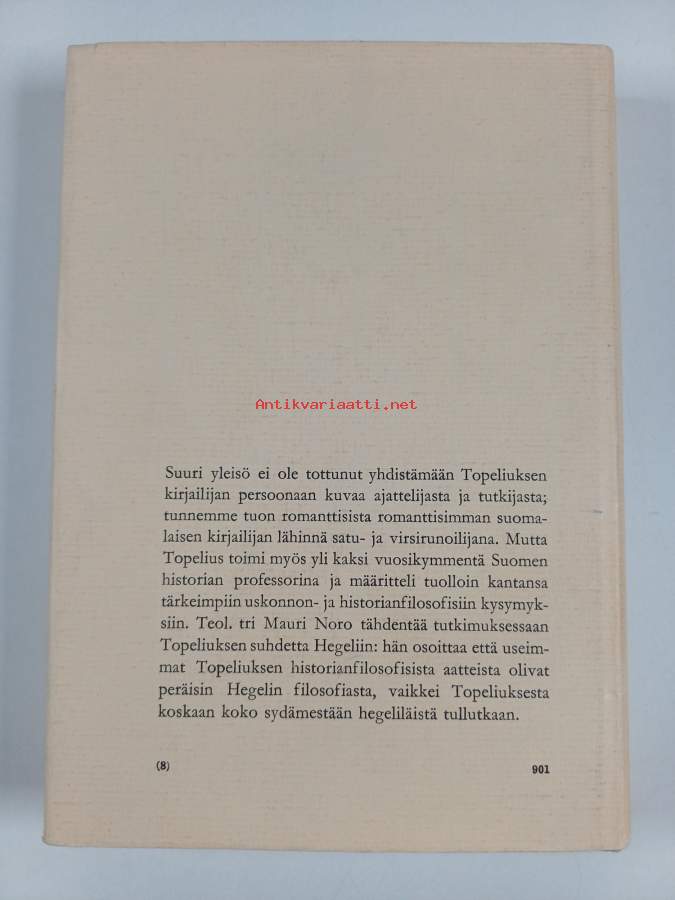 Antikvariaatti.net
Suuri yleisö ei ole tottunut yhdistämään Topeliuksen
kirjailijan persoonaan kuvaa ajattelijasta ja tutkijasta;
tunnemme tuon romanttisista romanttisimman suoma-
laisen kirjailijan lähinnä satu- ja virsirunoilijana. Mutta
Topelius toimi myös yli kaksi vuosikymmentä Suomen
historian professorina ja määritteli tuolloin kantansa
tärkeimpiin uskonnon- ja historianfilosofisiin kysymyk-
siin. Teol. tri Mauri Noro tähdentää tutkimuksessaan
Topeliuksen suhdetta Hegeliin: hän osoittaa että useim-
mat Topeliuksen historianfilosofisista aatteista olivat
peräisin Hegelin filosofiasta, vaikkei Topeliuksesta
koskaan koko sydämestään hegeliläistä tullutkaan.
(8) 901